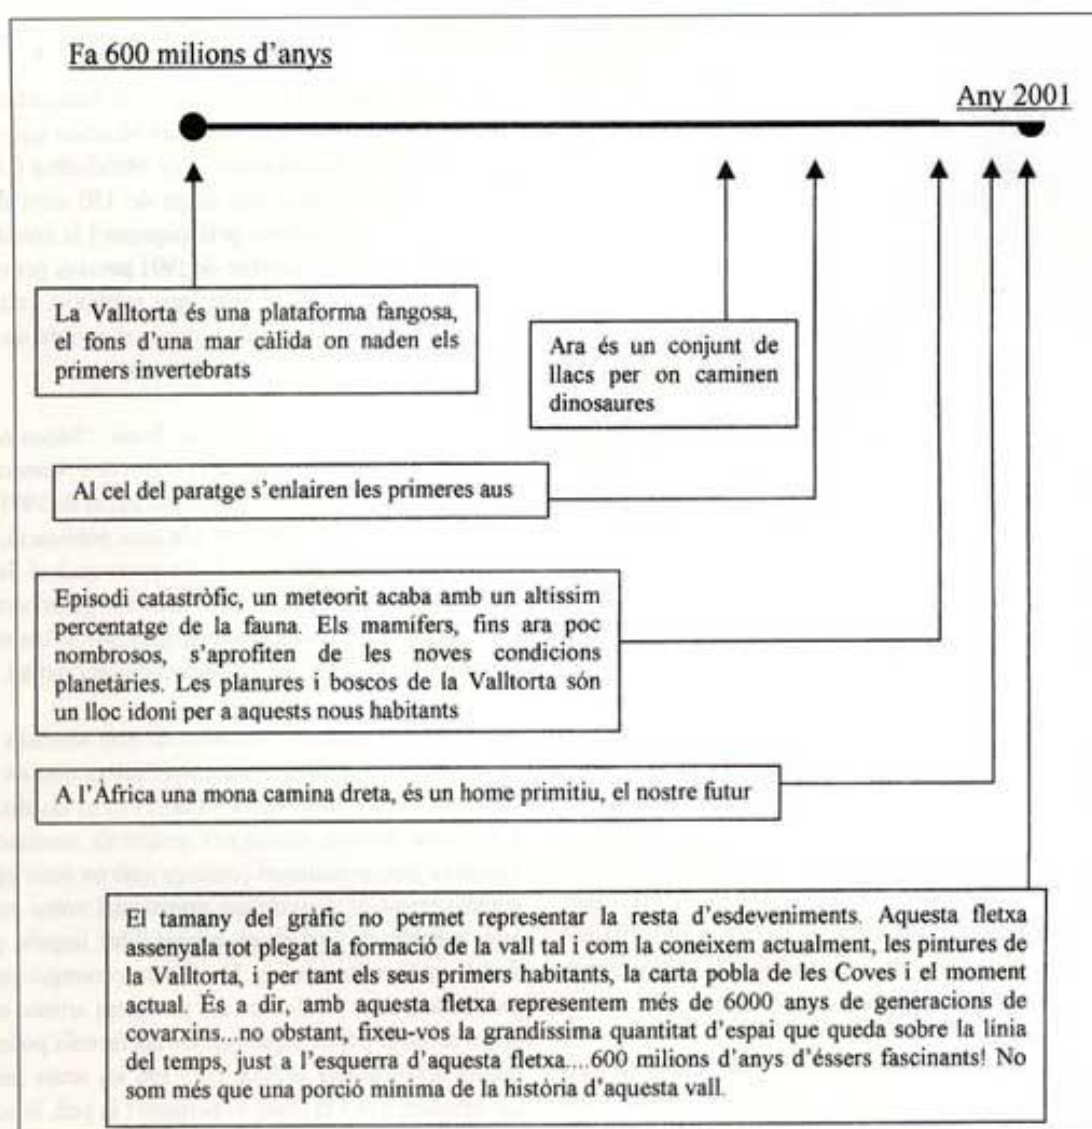 Fa 600 milions d'anys
Any 2001
La Valltorta és una plataforma fangosa,
el fons d'una mar càlida on naden els
primers invertebrats
Ara és un conjunt de
llacs per on caminen
dinosaures
Al cel del paratge s'enlairen les primeres aus
Episodi catastròfic, un meteorit acaba amb un altíssim
percentatge de la fauna. Els mamífers, fins ara poc
nombrosos, s'aprofiten de les noves condicions
planetàries. Les planures i boscos de la Valltorta són
un lloc idoni per a aquests nous habitants
A l'Àfrica una mona camina dreta, és un home primitiu, el nostre futur
El tamany del gràfic no permet representar la resta d'esdeveniments. Aquesta fletxa
assenyala tot plegat la formació de la vall tal i com la coneixem actualment, les pintures de
la Valltorta, i per tant els seus primers habitants, la carta pobla de les Coves i el moment
actual. És a dir, amb aquesta fletxa representem més de 6000 anys de generacions de
covarxins...no obstant, fixeu-vos la grandíssima quantitat d'espai que queda sobre la línia
del temps, just a l'esquerra d'aquesta fletxa....600 milions d'anys d'éssers fascinants! No
som més que una porció mínima de la història d'aquesta vall.